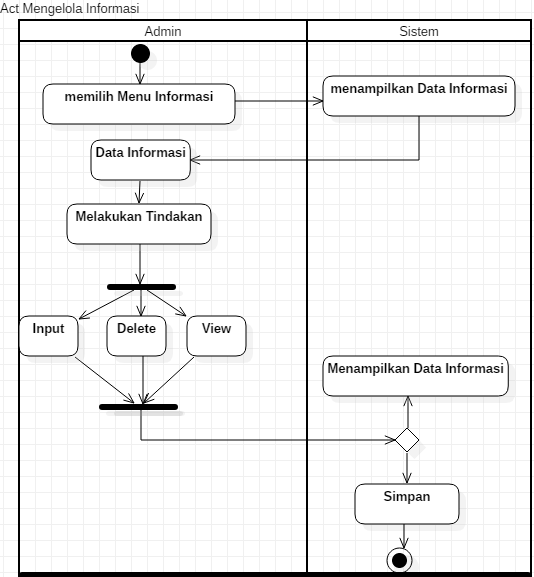 Act Mengelola Informasi
Admin
Sistem
memilih Menu Informasi
menampilkan Data Informasi
Data Informasi
Melakukan Tindakan
Input
Delete
View
Menampilkan Data Informasi
Simpan